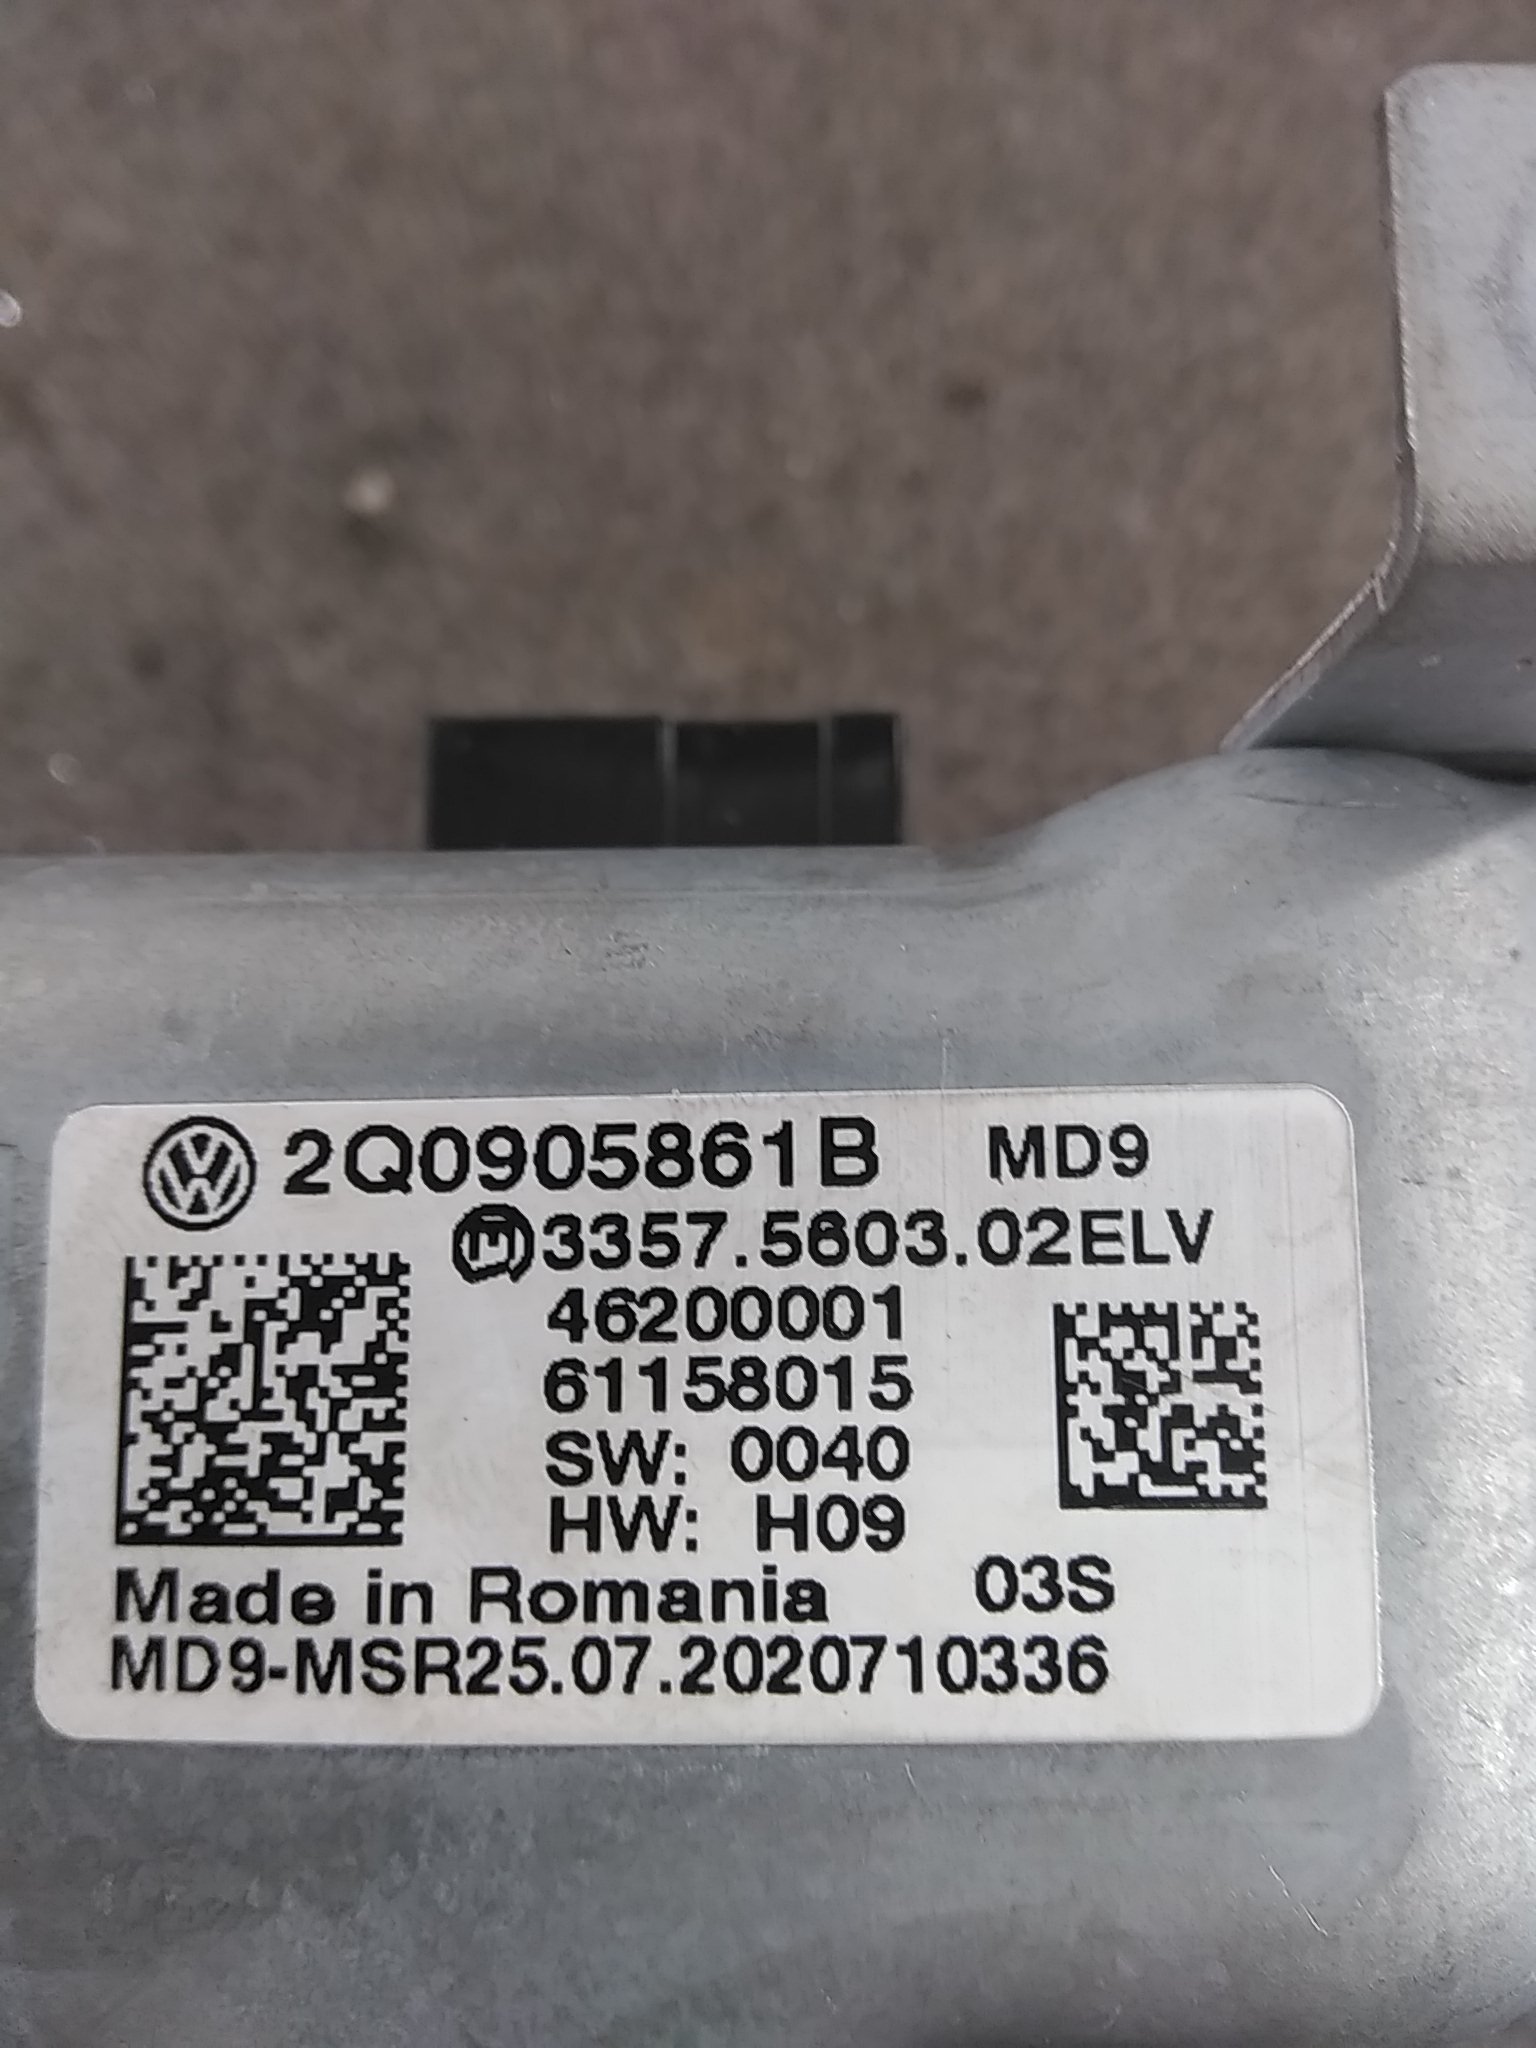 2Q0905861B MD9
3357.5603.02ELV
46200001
61158015
SW: 0040
HW: H09
Made in Romania 03S
MD9-MSR25.07.2020710336